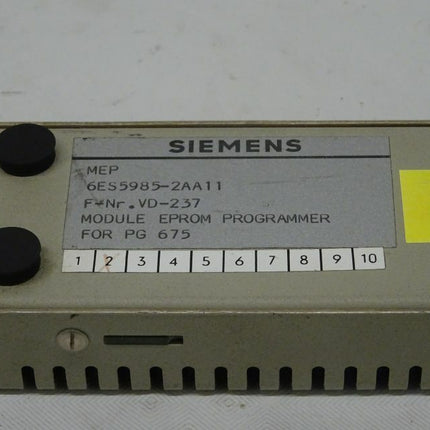 SIEMENS
MEP
6ES5985-2AA11
F-Nr.VD-237
MODULE EPROM PROGRAMMER
FOR PG 675
1 2 3 4 5 6 7 8 9 10